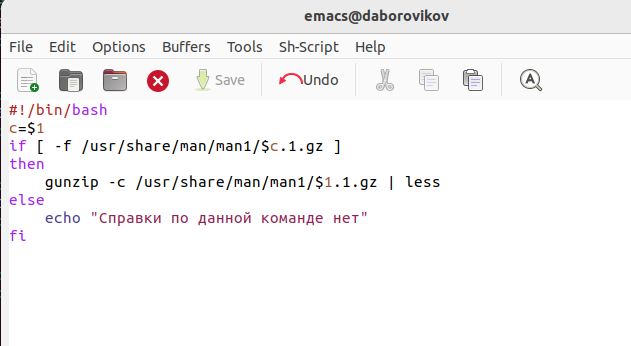 emacs@daborovikov
File Edit Options Buffers Tools Sh-Script Help
Save Undo
#!/bin/bash
c=$1
if [ -f /usr/share/man/man1/$c.1.gz ]
then
    gunzip -c /usr/share/man/man1/$1.1.gz | less
else
    echo "Справки по данной команде нет"
fi